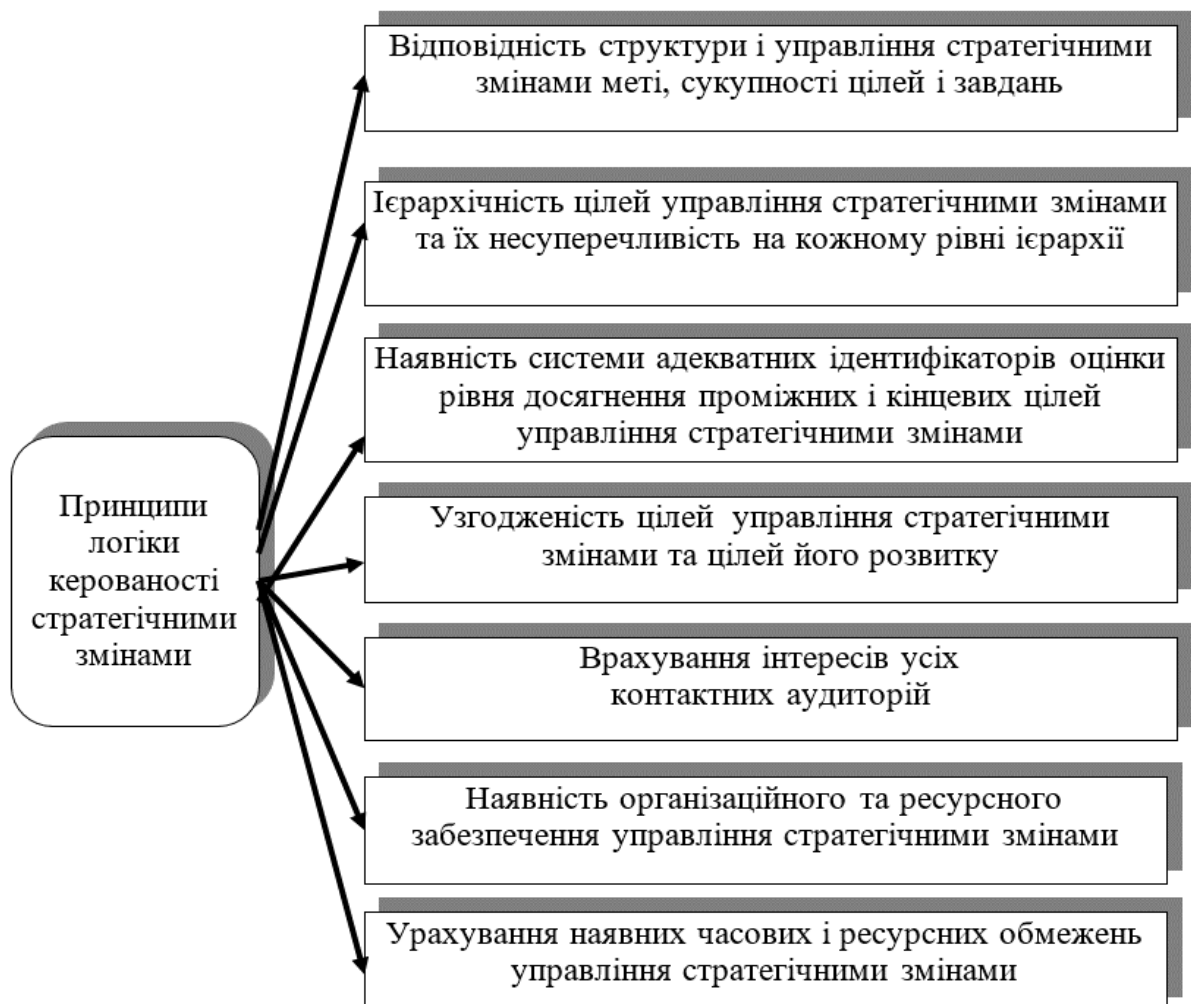 Відповідність структури і управління стратегічними
змінами меті, сукупності цілей і завдань
Ієрархічність цілей управління стратегічними змінами
та їх несуперечливість на кожному рівні ієрархії
Наявність системи адекватних ідентифікаторів оцінки
рівня досягнення проміжних і кінцевих цілей
управління стратегічними змінами
Принципи
логіки
керованості
стратегічними
змінами
Узгодженість цілей управління стратегічними
змінами та цілей його розвитку
Врахування інтересів усіх
контактних аудиторій
Наявність організаційного та ресурсного
забезпечення управління стратегічними змінами
Урахування наявних часових і ресурсних обмежень
управління стратегічними змінами